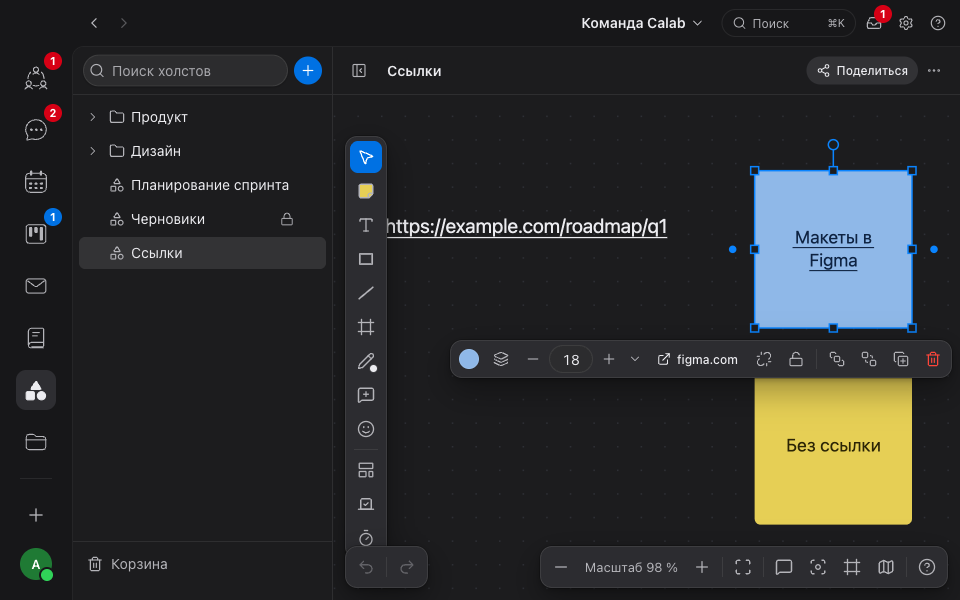 Команда Calab
Поиск
⌘K
1
1
2
1
Поиск холстов
Ссылки
Поделиться
Продукт
Дизайн
Планирование спринта
Черновики
Ссылки
https://example.com/roadmap/q1
Макеты в
Figma
18
figma.com
Без ссылки
Корзина
A
Масштаб 98 %